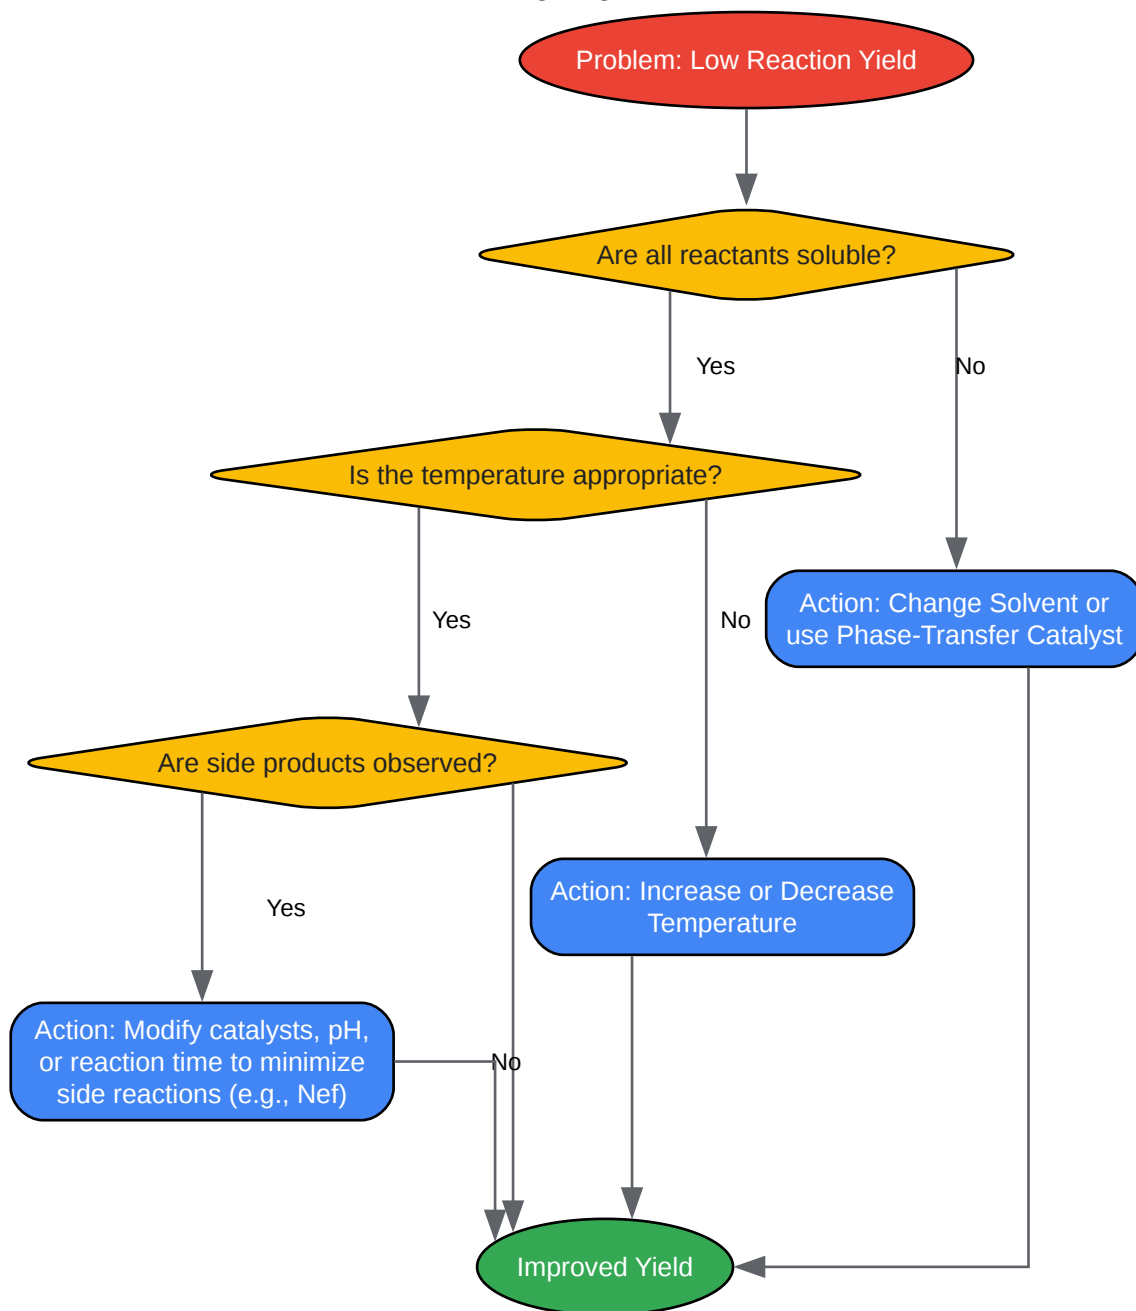 Problem: Low Reaction Yield
Are all reactants soluble?
Yes
No
Is the temperature appropriate?
Action: Change Solvent or
use Phase-Transfer Catalyst
Yes
No
Are side products observed?
Action: Increase or Decrease
Temperature
Yes
Action: Modify catalysts, pH,
or reaction time to minimize
side reactions (e.g., Nef)
No
Improved Yield